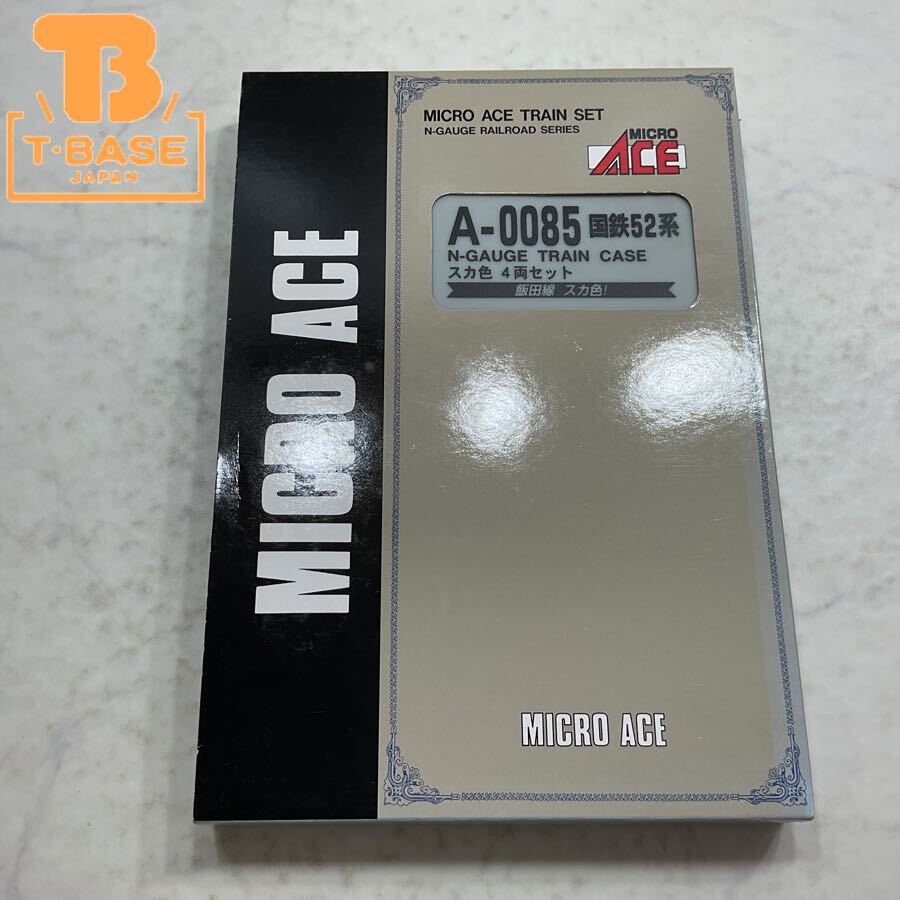 T·BASE
JAPAN
MICRO ACE TRAIN SET
N-GAUGE RAILROAD SERIES
MICRO
ACE
A-0085 国鉄52系
N-GAUGE TRAIN CASE
スカ色 4両セット
飯田線 スカ色!
MICRO ACE
MICRO ACE